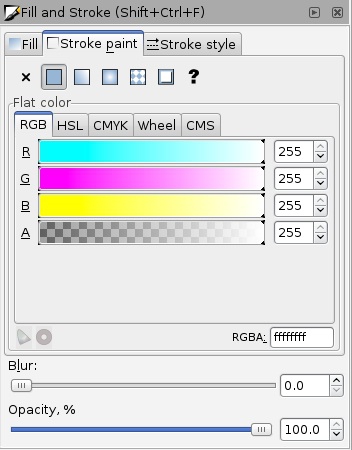 Fill and Stroke (Shift+Ctrl+F)
Fill Stroke paint Stroke style
?
Flat color
RGB HSL CMYK Wheel CMS
R 255
G 255
B 255
A 255
RGBA: ffffffff
Blur:
0.0
Opacity, %
100.0